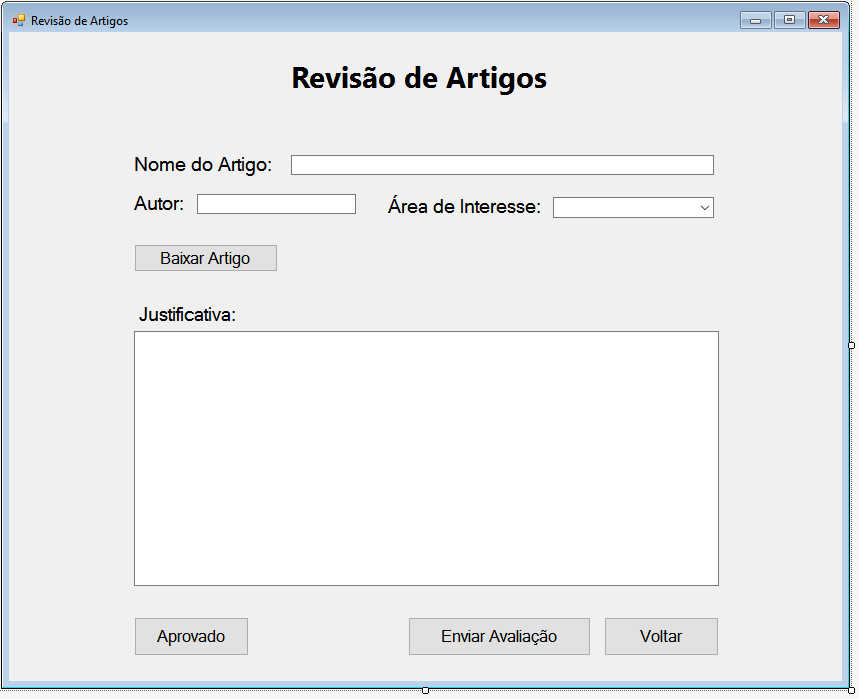 Revisão de Artigos
Revisão de Artigos
Nome do Artigo:
Autor:
Área de Interesse:
Baixar Artigo
Justificativa:
Aprovado
Enviar Avaliação
Voltar